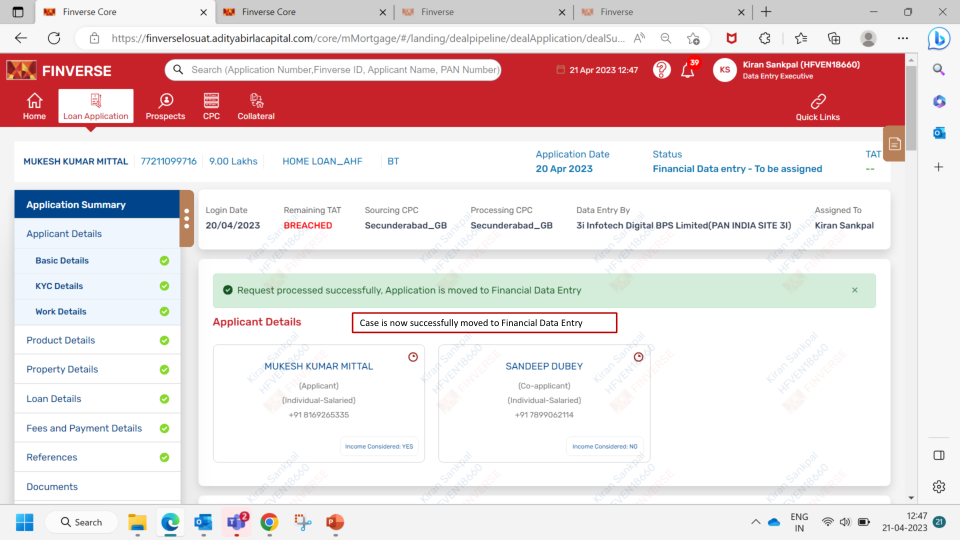 Finverse Core
Finverse Core
Finverse
Finverse
https://finverselosuat.adityabirlacapital.com/core/mMortgage/#/landing/dealpipeline/dealApplication/dealSu...
FINVERSE
Search (Application Number,Finverse ID, Applicant Name, PAN Number)
21 Apr 2023 12:47
39
KS
Kiran Sankpal (HFVEN18660)
Data Entry Executive
Home
Loan Application
Prospects
CPC
Collateral
Quick Links
MUKESH KUMAR MITTAL
77211099716
9.00 Lakhs
HOME LOAN_AHF
BT
Application Date
20 Apr 2023
Status
Financial Data entry - To be assigned
TAT
--
Application Summary
Applicant Details
Basic Details
KYC Details
Work Details
Product Details
Property Details
Loan Details
Fees and Payment Details
References
Documents
Login Date
20/04/2023
Remaining TAT
BREACHED
Sourcing CPC
Secunderabad_GB
Processing CPC
Secunderabad_GB
Data Entry By
3i Infotech Digital BPS Limited(PAN INDIA SITE 3I)
Assigned To
Kiran Sankpal
Request processed successfully, Application is moved to Financial Data Entry
Applicant Details
Case is now successfully moved to Financial Data Entry
MUKESH KUMAR MITTAL
(Applicant)
(Individual-Salaried)
+91 8169265335
Income Considered: YES
SANDEEP DUBEY
(Co-applicant)
(Individual-Salaried)
+91 7899062114
Income Considered: NO
Kiran Sankpal
HFVEN18660
FINVERSE
Search
2
ENG
IN
12:47
21-04-2023
21